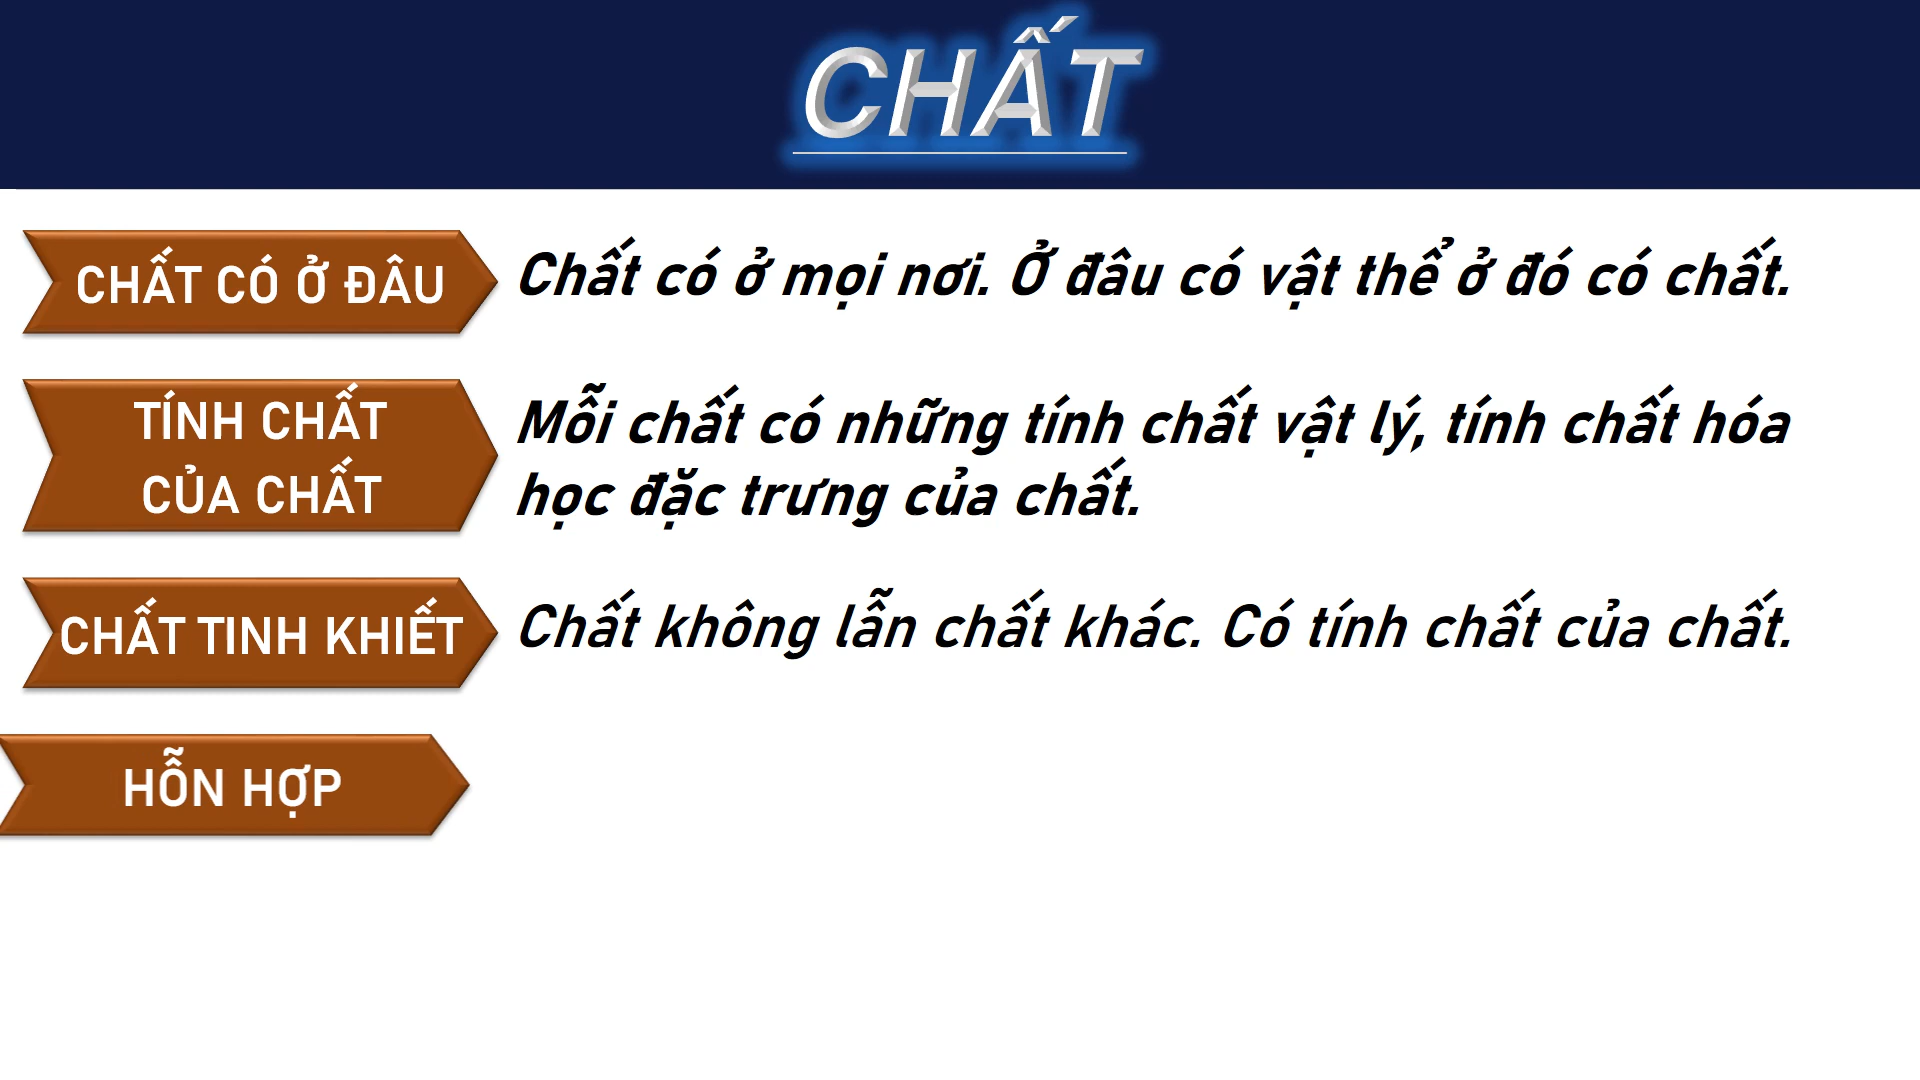 CHẤT
CHẤT CÓ Ở ĐÂU
Chất có ở mọi nơi. Ở đâu có vật thể ở đó có chất.
TÍNH CHẤT
CỦA CHẤT
Mỗi chất có những tính chất vật lý, tính chất hóa
học đặc trưng của chất.
CHẤT TINH KHIẾT
Chất không lẫn chất khác. Có tính chất của chất.
HỖN HỢP